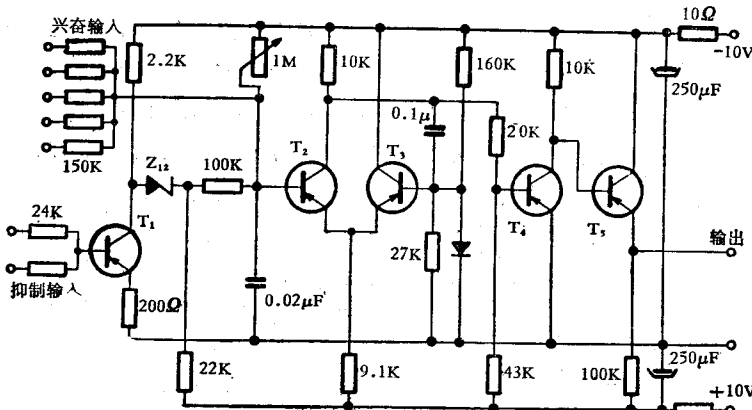 兴奋输入
10Ω
-10V
2.2K
1M
10K
160K
10K
250μF
0.1μ
20K
150K
Z₁₂
100K
T₂
T₃
24K
T₁
T₄
T₅
输出
27K
抑制输入
200Ω
0.02μF
22K
9.1K
43K
100K
250μF
+10V